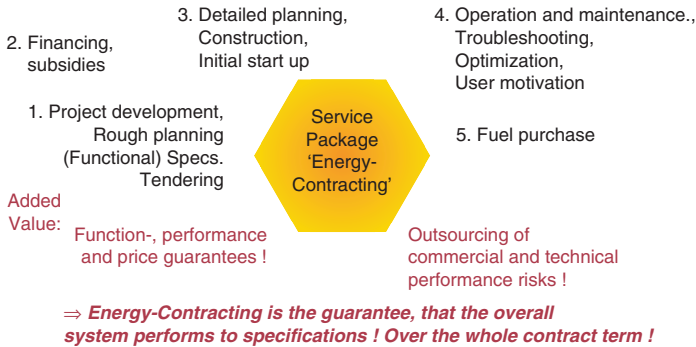 3. Detailed planning,
Construction,
Initial start up
4. Operation and maintenance.,
Troubleshooting,
Optimization,
User motivation
2. Financing,
subsidies
1. Project development,
Rough planning
(Functional) Specs.
Tendering
Service
Package
‘Energy-
Contracting’
5. Fuel purchase
Added
Value:
Function-, performance
and price guarantees !
Outsourcing of
commercial and technical
performance risks !
⇒ Energy-Contracting is the guarantee, that the overall
system performs to specifications ! Over the whole contract term !